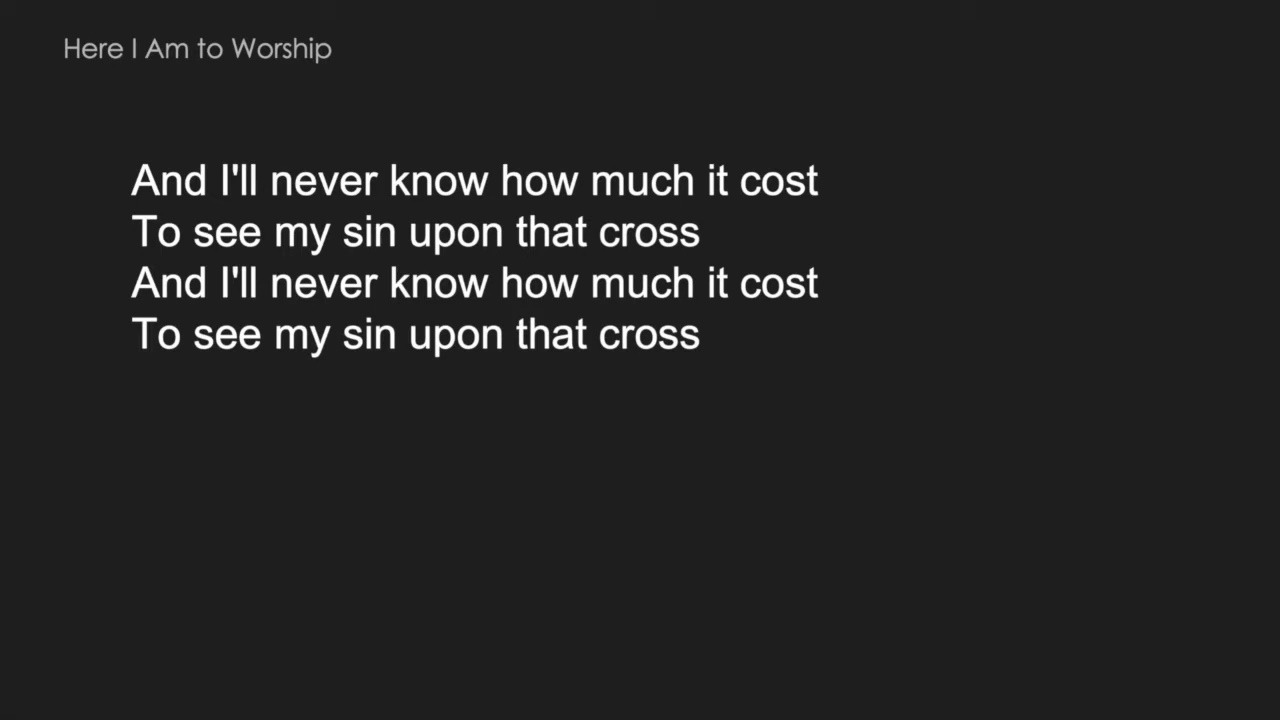 Here I Am to Worship
And I'll never know how much it cost
To see my sin upon that cross
And I'll never know how much it cost
To see my sin upon that cross